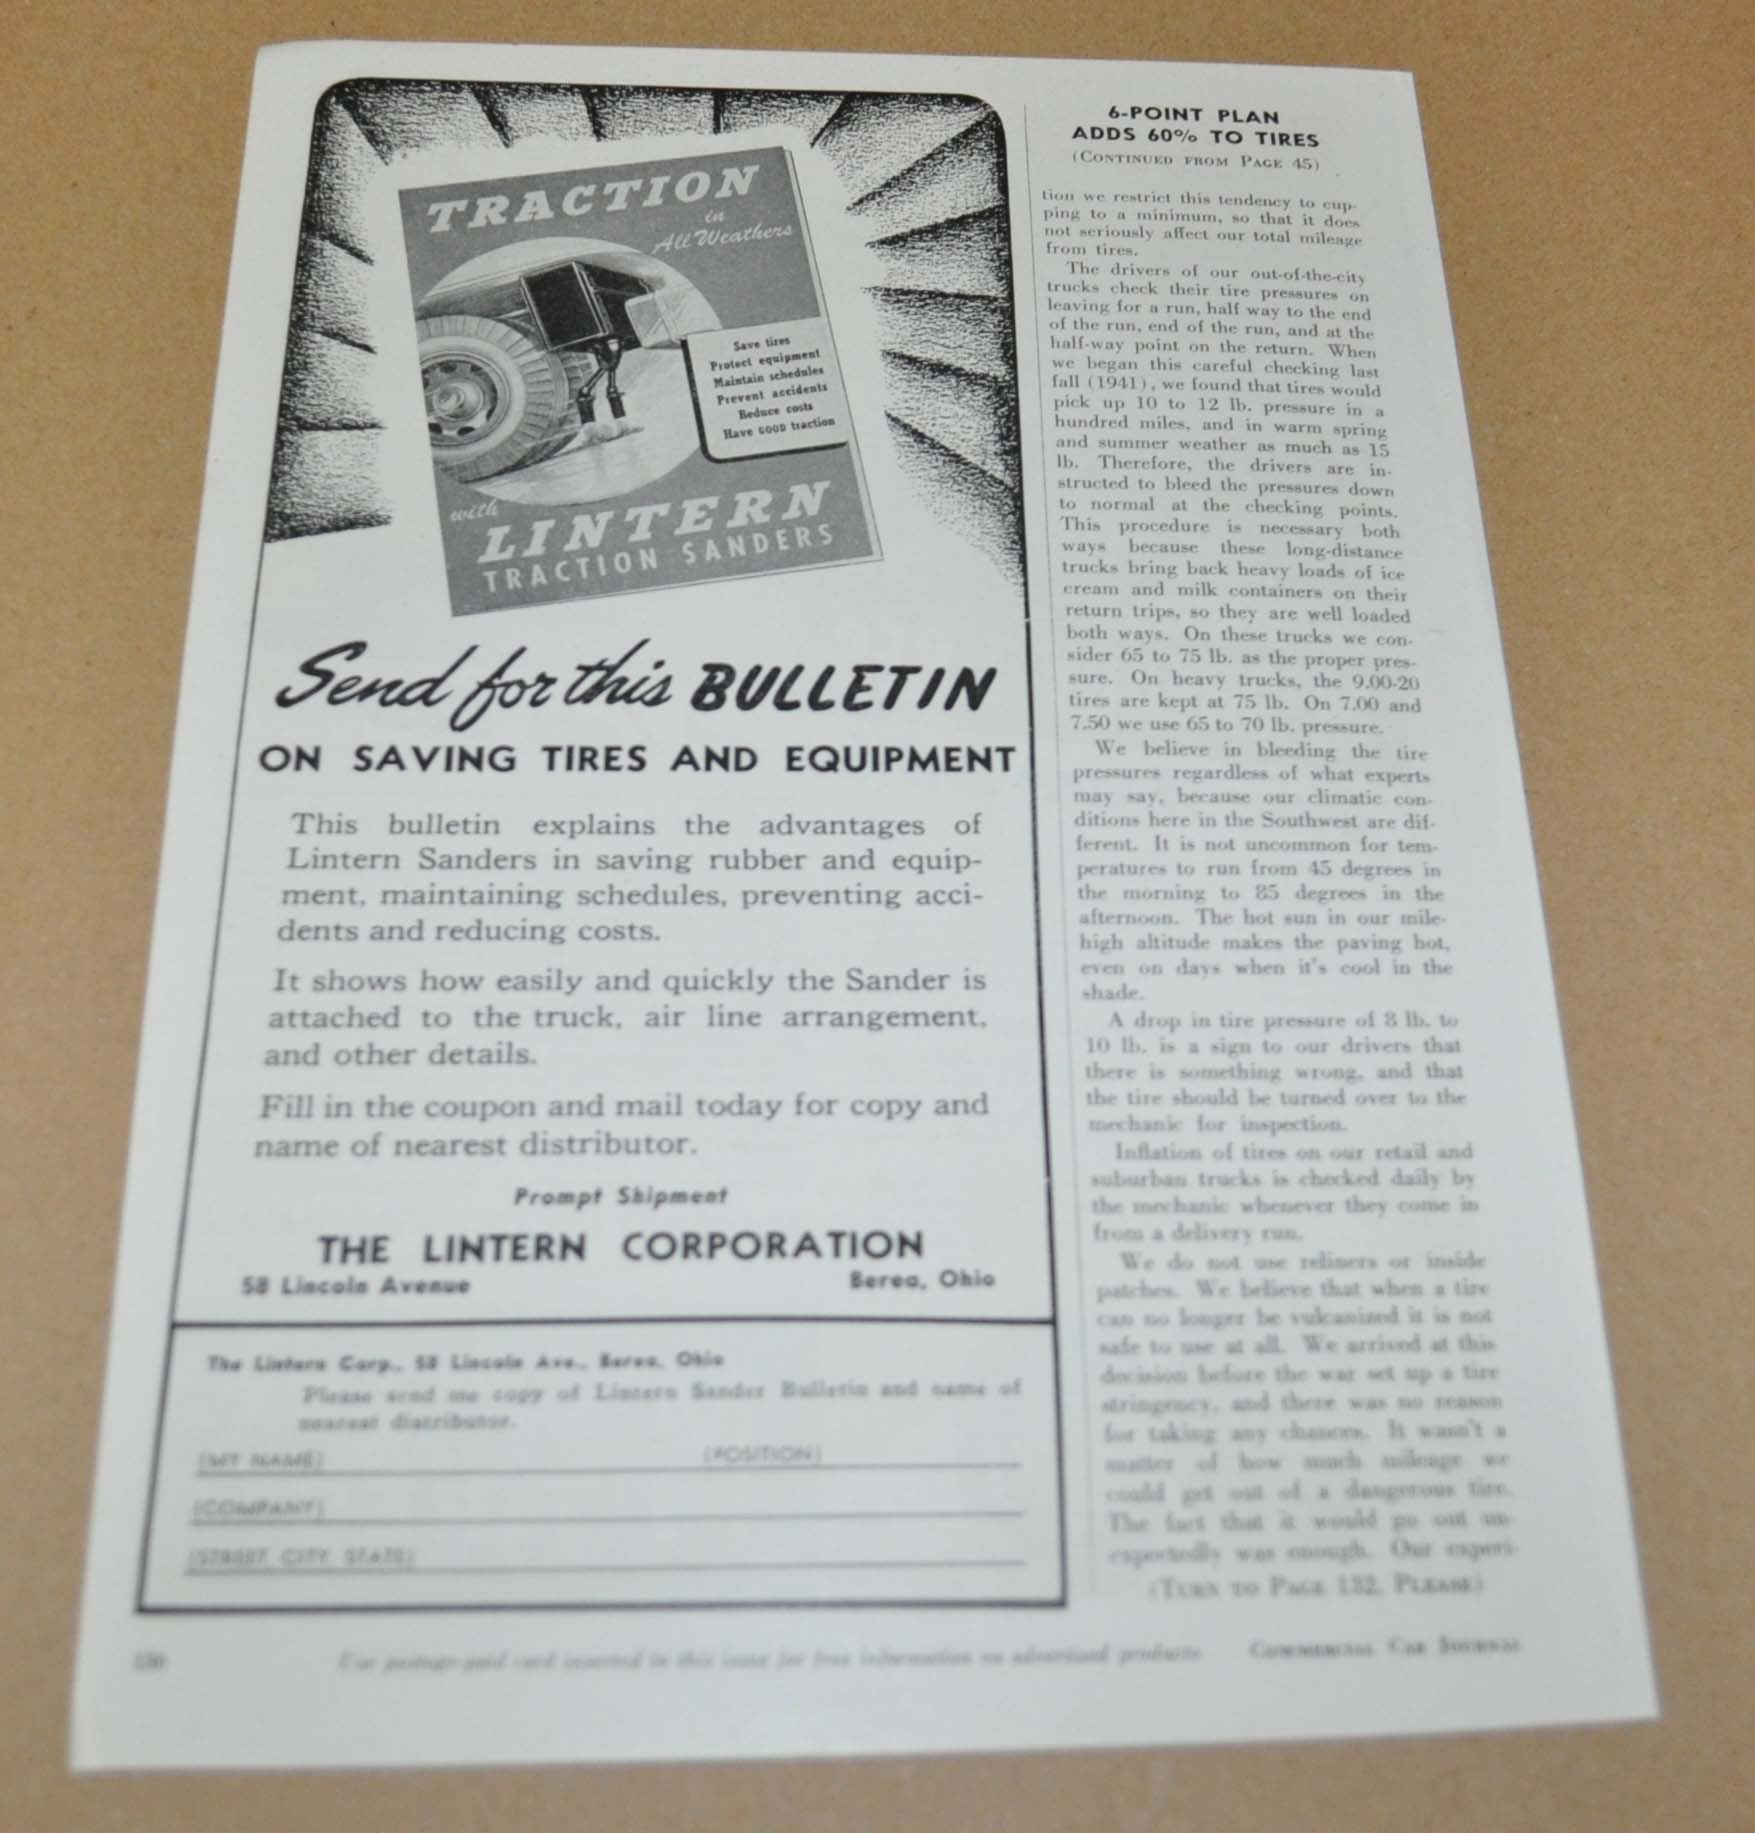 TRACTION
in
All Weathers
Save tires
Protect equipment
Maintain schedules
Prevent accidents
Reduce costs
Have GOOD traction
with
LINTERN
TRACTION SANDERS
Send for this BULLETIN
ON SAVING TIRES AND EQUIPMENT
This bulletin explains the advantages of
Lintern Sanders in saving rubber and equip-
ment, maintaining schedules, preventing acci-
dents and reducing costs.
It shows how easily and quickly the Sander is
attached to the truck, air line arrangement,
and other details.
Fill in the coupon and mail today for copy and
name of nearest distributor.
Prompt Shipment
THE LINTERN CORPORATION
58 Lincoln Avenue Berea, Ohio
The Lintern Corp., 58 Lincoln Ave., Berea, Ohio
Please send me copy of Lintern Sander Bulletin and name of
nearest distributor.
(MY NAME) (POSITION)
(COMPANY)
(STREET, CITY, STATE)
6-POINT PLAN
ADDS 60% TO TIRES
(CONTINUED FROM PAGE 45)
tion we restrict this tendency to cup-
ping to a minimum, so that it does
not seriously affect our total mileage
from tires.
The drivers of our out-of-the-city
trucks check their tire pressures on
leaving for a run, half way to the end
of the run, end of the run, and at the
half-way point on the return. When
we began this careful checking last
fall (1941), we found that tires would
pick up 10 to 12 lb. pressure in a
hundred miles, and in warm spring
and summer weather as much as 15
lb. Therefore, the drivers are in-
structed to bleed the pressures down
to normal at the checking points.
This procedure is necessary both
ways because these long-distance
trucks bring back heavy loads of ice
cream and milk containers on their
return trips, so they are well loaded
both ways. On these trucks we con-
sider 65 to 75 lb. as the proper pres-
sure. On heavy trucks, the 9.00-20
tires are kept at 75 lb. On 7.00 and
7.50 we use 65 to 70 lb. pressure.
We believe in bleeding the tire
pressures regardless of what experts
may say, because our climatic con-
ditions here in the Southwest are dif-
ferent. It is not uncommon for tem-
peratures to run from 45 degrees in
the morning to 85 degrees in the
afternoon. The hot sun in our mile-
high altitude makes the paving hot,
even on days when it's cool in the
shade.
A drop in tire pressure of 8 lb. to
10 lb. is a sign to our drivers that
there is something wrong, and that
the tire should be turned over to the
mechanic for inspection.
Inflation of tires on our retail and
suburban trucks is checked daily by
the mechanic whenever they come in
from a delivery run.
We do not use reliners or inside
patches. We believe that when a tire
can no longer be vulcanized it is not
safe to use at all. We arrived at this
decision before the war set up a tire
stringency, and there was no reason
for taking any chances. It wasn't a
matter of how much mileage we
could get out of a dangerous tire.
The fact that it would go out un-
expectedly was enough. Our experi-
(TURN TO PAGE 132, PLEASE)
Use postage-paid card inserted in this issue for free information on advertised products COMMERCIAL CAR JOURNAL